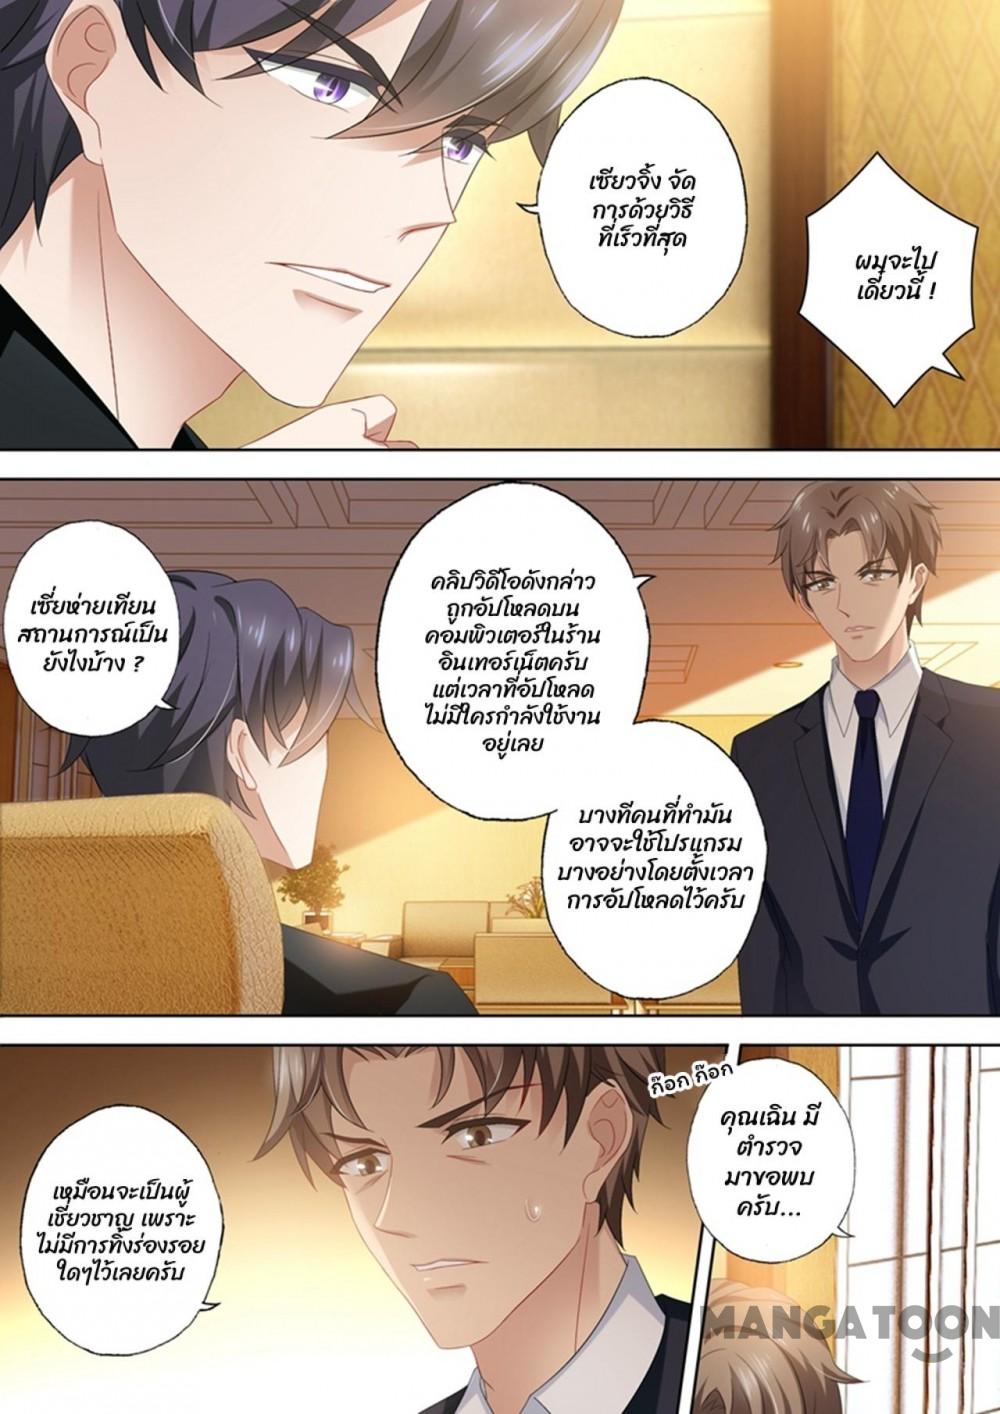 เซียวจิ้ง จัด
การด้วยวิธี
ที่เร็วที่สุด
ผมจะไป
เดี๋ยวนี้ !
เซี่ยห่ายเทียน
สถานการณ์เป็น
ยังไงบ้าง ?
คลิปวิดีโอดังกล่าว
ถูกอัปโหลดบน
คอมพิวเตอร์ในร้าน
อินเทอร์เน็ตครับ
แต่เวลาที่อัปโหลด
ไม่มีใครกำลังใช้งาน
อยู่เลย
บางทีคนที่ทำมัน
อาจจะใช้โปรแกรม
บางอย่างโดยตั้งเวลา
การอัปโหลดไว้ครับ
เหมือนจะเป็นผู้
เชี่ยวชาญ เพราะ
ไม่มีการทิ้งร่องรอย
ใดๆไว้เลยครับ
ก๊อก ก๊อก
คุณเฉิน มี
ตำรวจ
มาขอพบ
ครับ...
MANGATOON